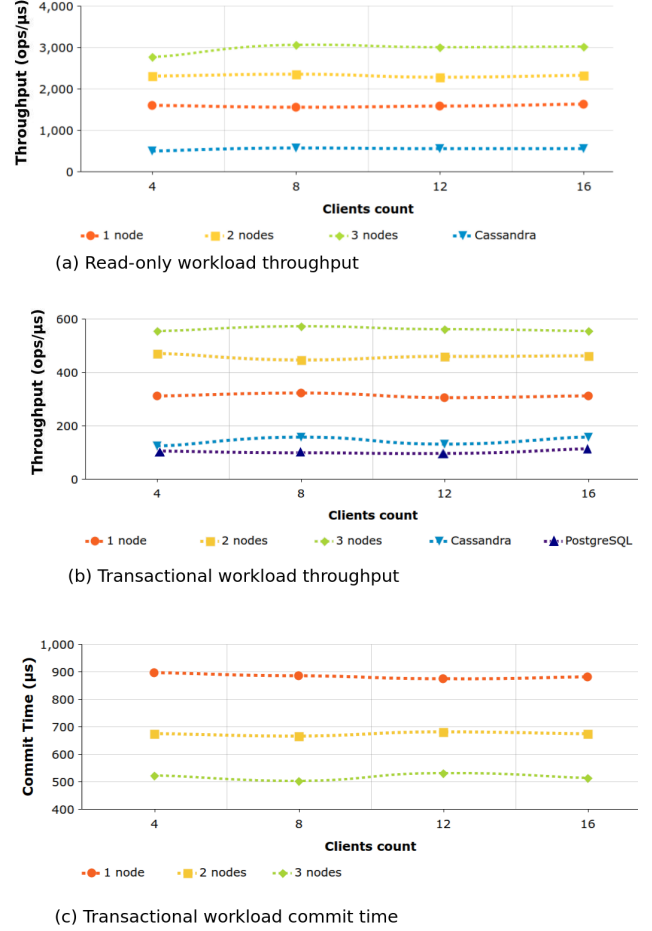 Throughput (ops/µs)
4,000
3,000
2,000
1,000
0
4 8 12 16
Clients count
1 node 2 nodes 3 nodes Cassandra
(a) Read-only workload throughput
Throughput (ops/µs)
600
400
200
0
4 8 12 16
Clients count
1 node 2 nodes 3 nodes Cassandra PostgreSQL
(b) Transactional workload throughput
Commit Time (µs)
1,000
900
800
700
600
500
400
4 8 12 16
Clients count
1 node 2 nodes 3 nodes
(c) Transactional workload commit time